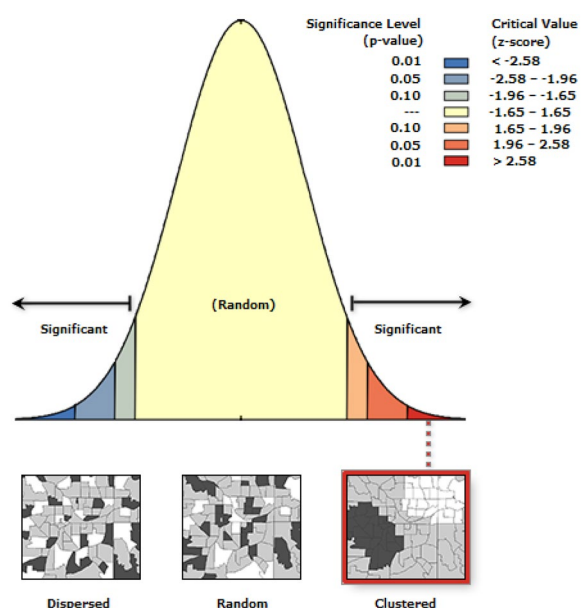 Significance Level Critical Value
(p-value) (z-score)
0.01 < -2.58
0.05 -2.58 – -1.96
0.10 -1.96 – -1.65
--- -1.65 – 1.65
0.10 1.65 – 1.96
0.05 1.96 – 2.58
0.01 > 2.58
(Random)
Significant Significant
Dispersed Random Clustered